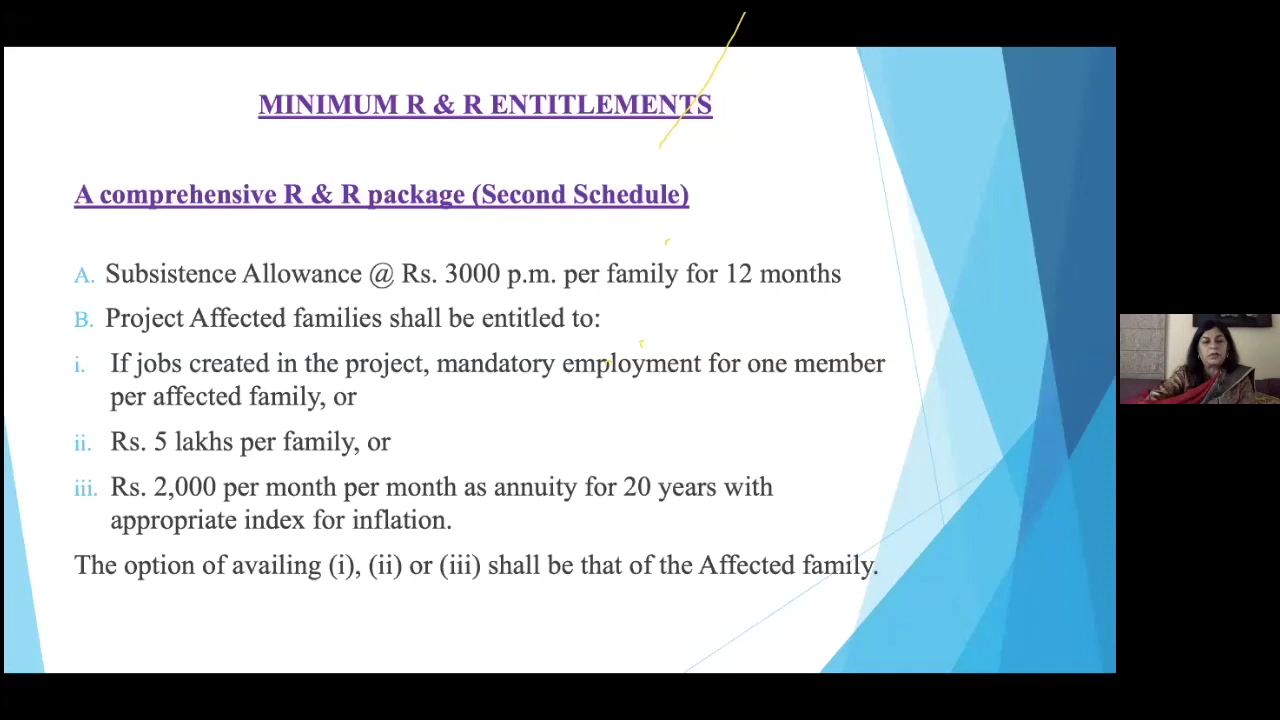 MINIMUM R & R ENTITLEMENTS
A comprehensive R & R package (Second Schedule)
A. Subsistence Allowance @ Rs. 3000 p.m. per family for 12 months
B. Project Affected families shall be entitled to:
i. If jobs created in the project, mandatory employment for one member
per affected family, or
ii. Rs. 5 lakhs per family, or
iii. Rs. 2,000 per month per month as annuity for 20 years with
appropriate index for inflation.
The option of availing (i), (ii) or (iii) shall be that of the Affected family.